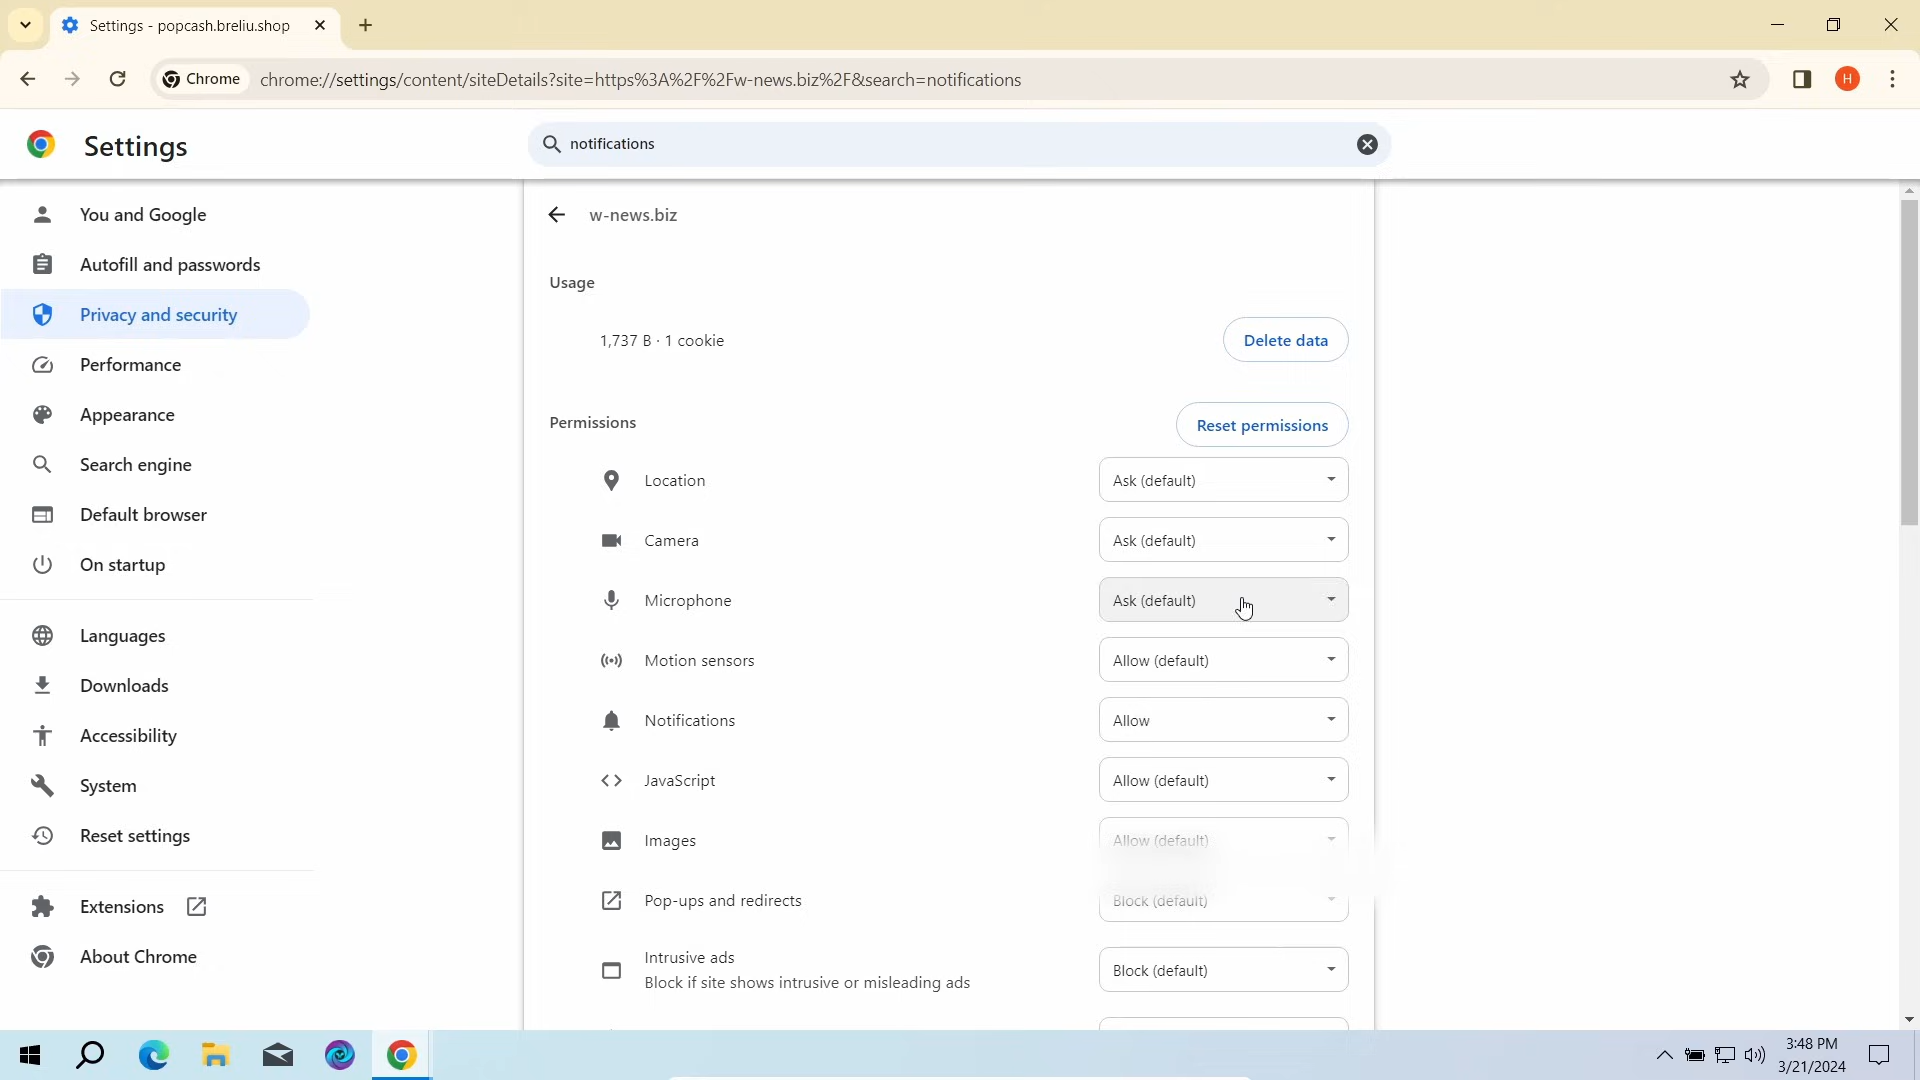 Settings - popcash.breliu.shop
Chrome
chrome://settings/content/siteDetails?site=https%3A%2F%2Fw-news.biz%2F&search=notifications
H
Settings
notifications
You and Google
Autofill and passwords
Privacy and security
Performance
Appearance
Search engine
Default browser
On startup
Languages
Downloads
Accessibility
System
Reset settings
Extensions
About Chrome
w-news.biz
Usage
1,737 B · 1 cookie
Delete data
Permissions
Reset permissions
Location
Ask (default)
Camera
Ask (default)
Microphone
Ask (default)
Motion sensors
Allow (default)
Notifications
Allow
JavaScript
Allow (default)
Images
Allow (default)
Pop-ups and redirects
Block (default)
Intrusive ads
Block if site shows intrusive or misleading ads
Block (default)
3:48 PM
3/21/2024